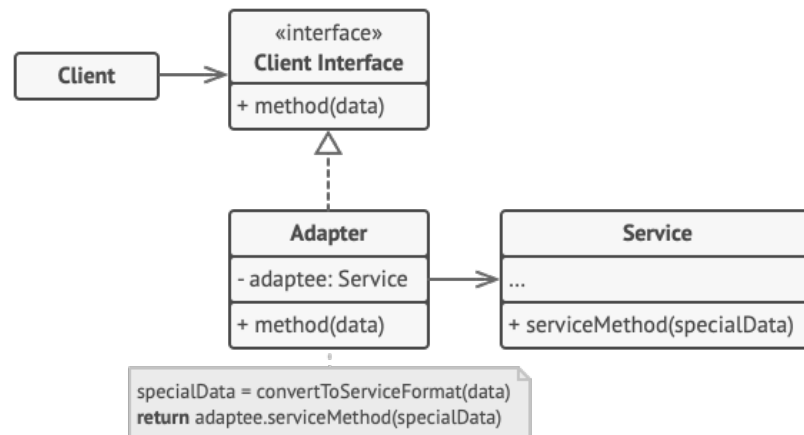 Client
«interface»
Client Interface
+ method(data)
Adapter
- adaptee: Service
+ method(data)
Service
...
+ serviceMethod(specialData)
specialData = convertToServiceFormat(data)
return adaptee.serviceMethod(specialData)